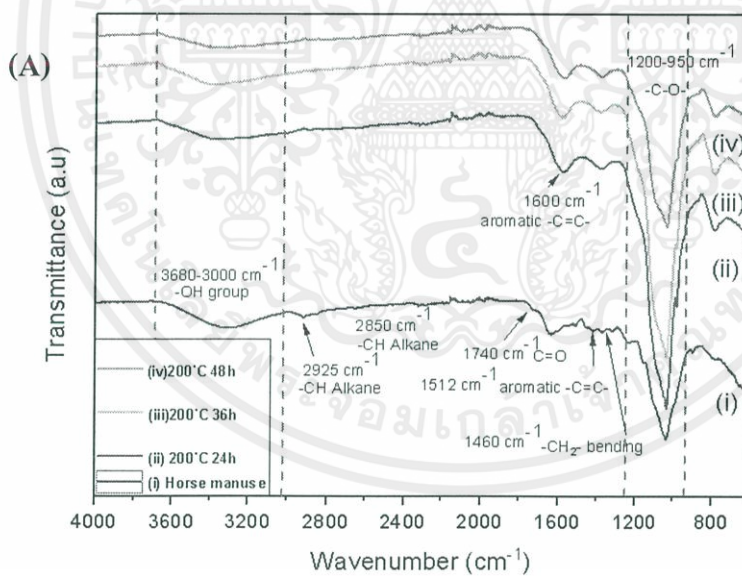 (A)
1200-950 cm⁻¹
-C-O-
(iv)
(iii)
(ii)
(i)
1600 cm⁻¹
aromatic -C=C-
3680-3000 cm⁻¹
-OH group
2850 cm⁻¹
-CH Alkane
2925 cm⁻¹
-CH Alkane
1740 cm⁻¹ C=O
1512 cm⁻¹ aromatic -C=C-
1460 cm⁻¹ -CH₂- bending
(iv)200°C 48h
(iii)200°C 36h
(ii) 200°C 24h
(i) Horse manuse
Transmittance (a.u)
4000 3600 3200 2800 2400 2000 1600 1200 800
Wavenumber (cm⁻¹)